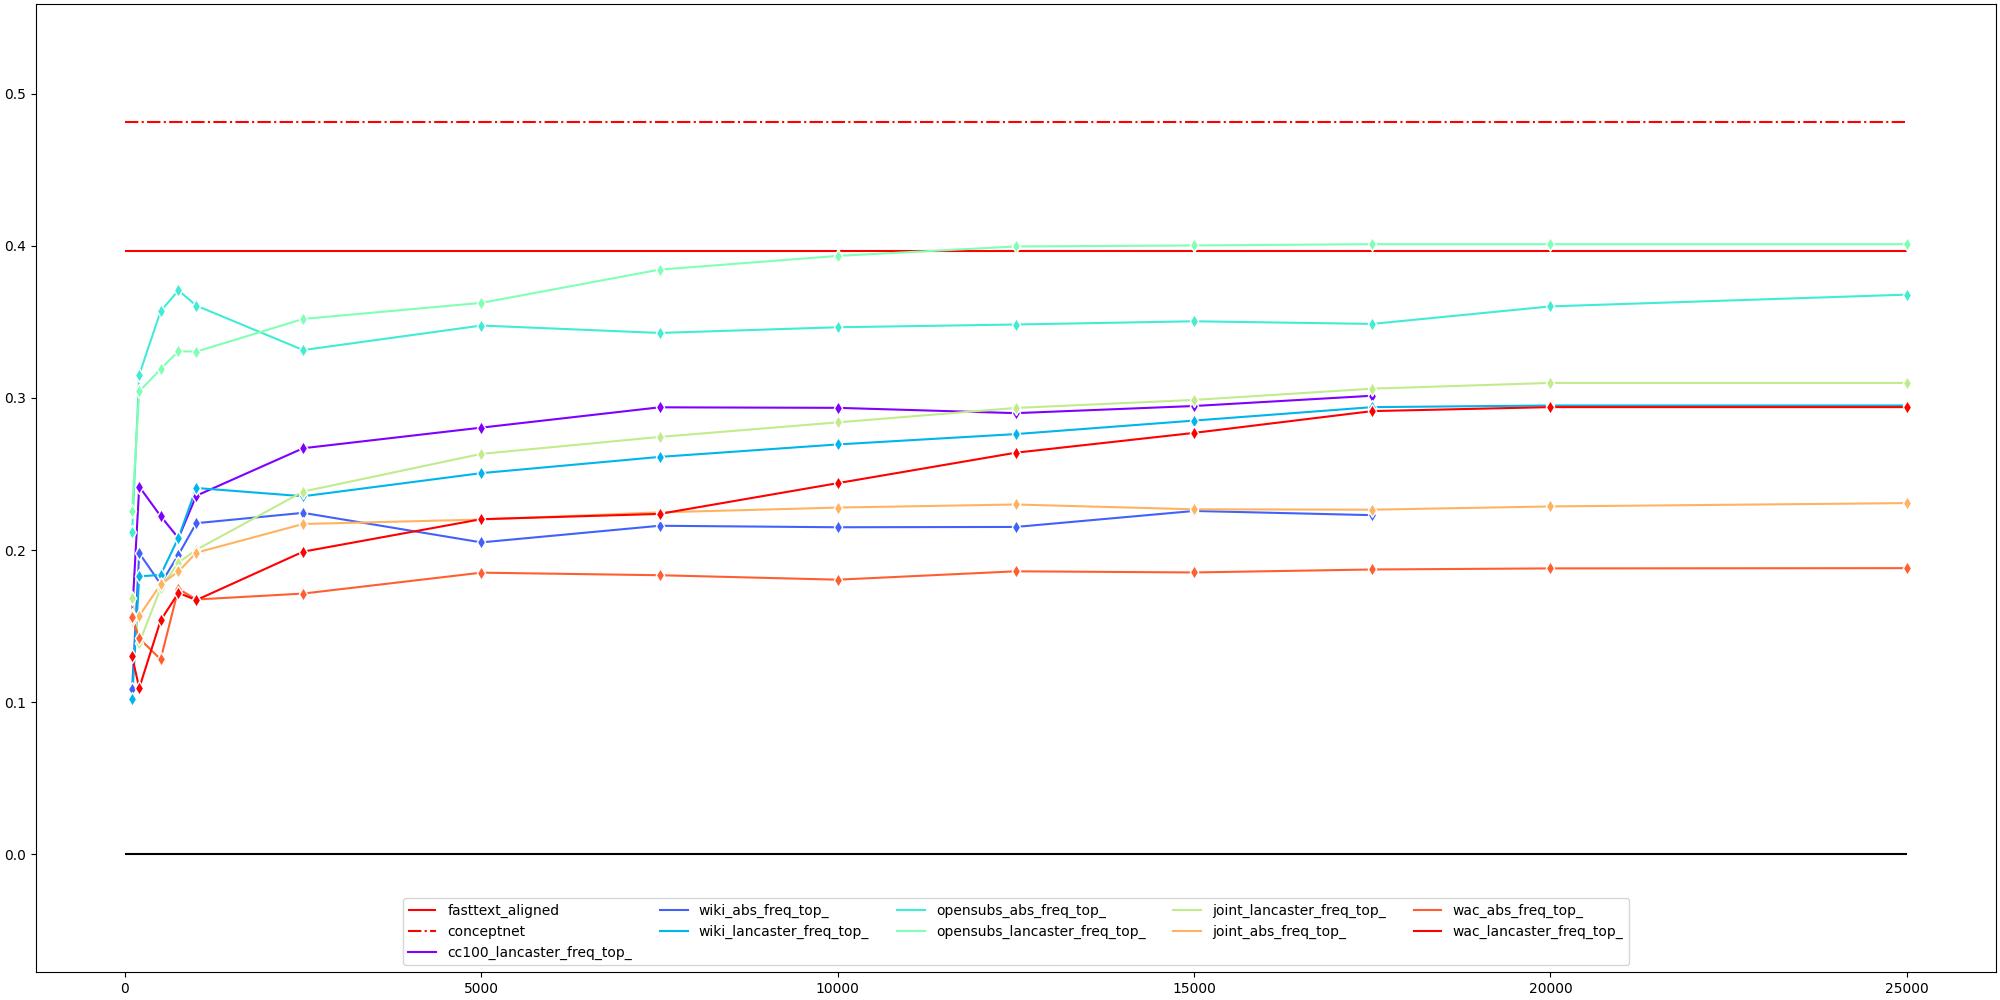 0.5
0.4
0.3
0.2
0.1
0.0
fasttext_aligned
conceptnet
cc100_lancaster_freq_top_
wiki_abs_freq_top_
wiki_lancaster_freq_top_
opensubs_abs_freq_top_
opensubs_lancaster_freq_top_
joint_lancaster_freq_top_
joint_abs_freq_top_
wac_abs_freq_top_
wac_lancaster_freq_top_
0 5000 10000 15000 20000 25000